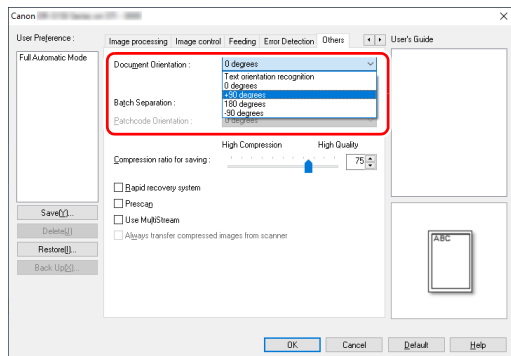 Canon
User Preference :
Full Automatic Mode
Save(Y)...
Delete(J)
Restore(I)...
Back Up(X)...
Image processing Image control Feeding Error Detection Others
Document Orientation : 0 degrees
Text orientation recognition
0 degrees
+90 degrees
180 degrees
-90 degrees
Batch Separation :
Patchcode Orientation : 0 degrees
High Compression High Quality
Compression ratio for saving : 75
Rapid recovery system
Prescan
Use MultiStream
Always transfer compressed images from scanner
User's Guide
ABC
OK Cancel Default Help